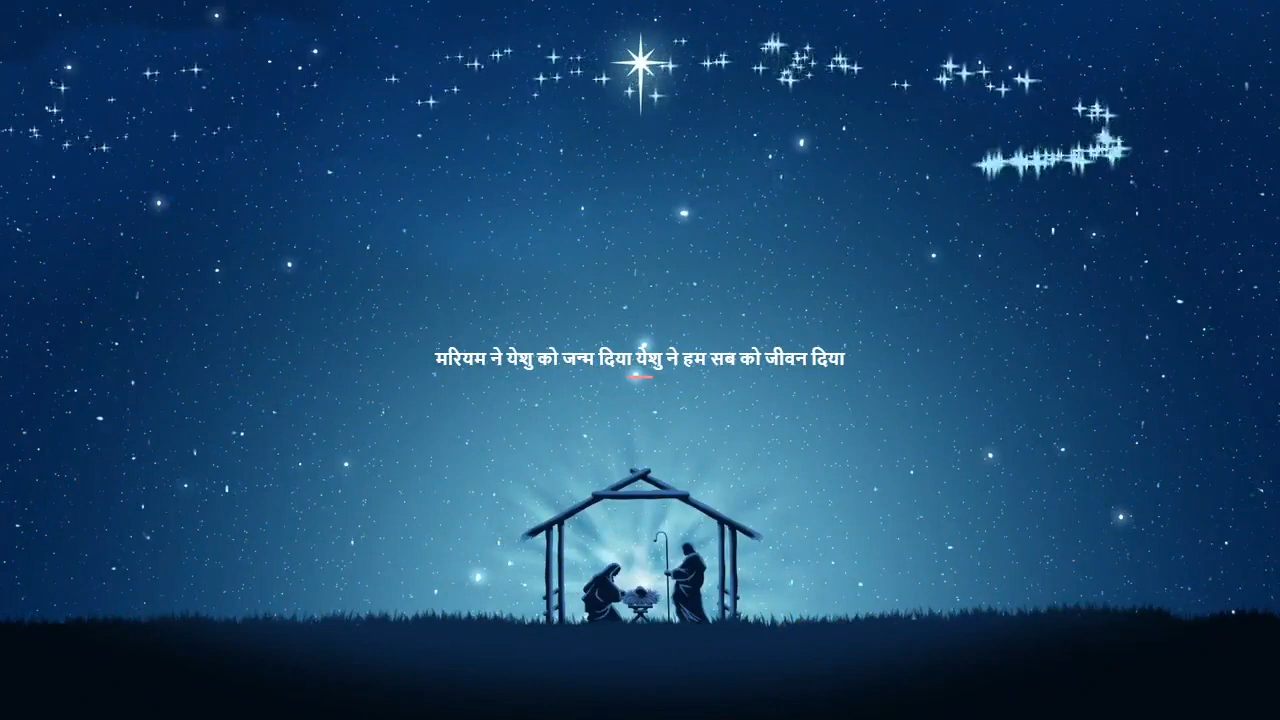 मरियम ने येशु को जन्म दिया येशु ने हम सब को जीवन दिया